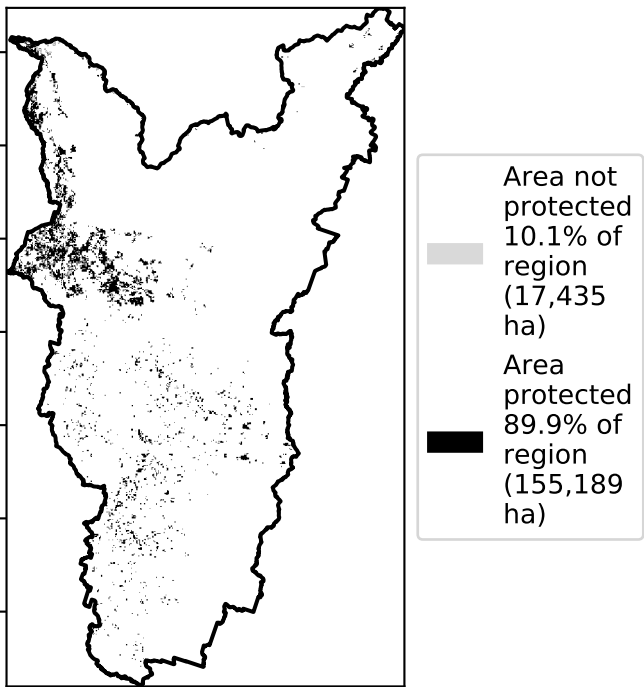 Area not
protected
10.1% of
region
(17,435
ha)
Area
protected
89.9% of
region
(155,189
ha)